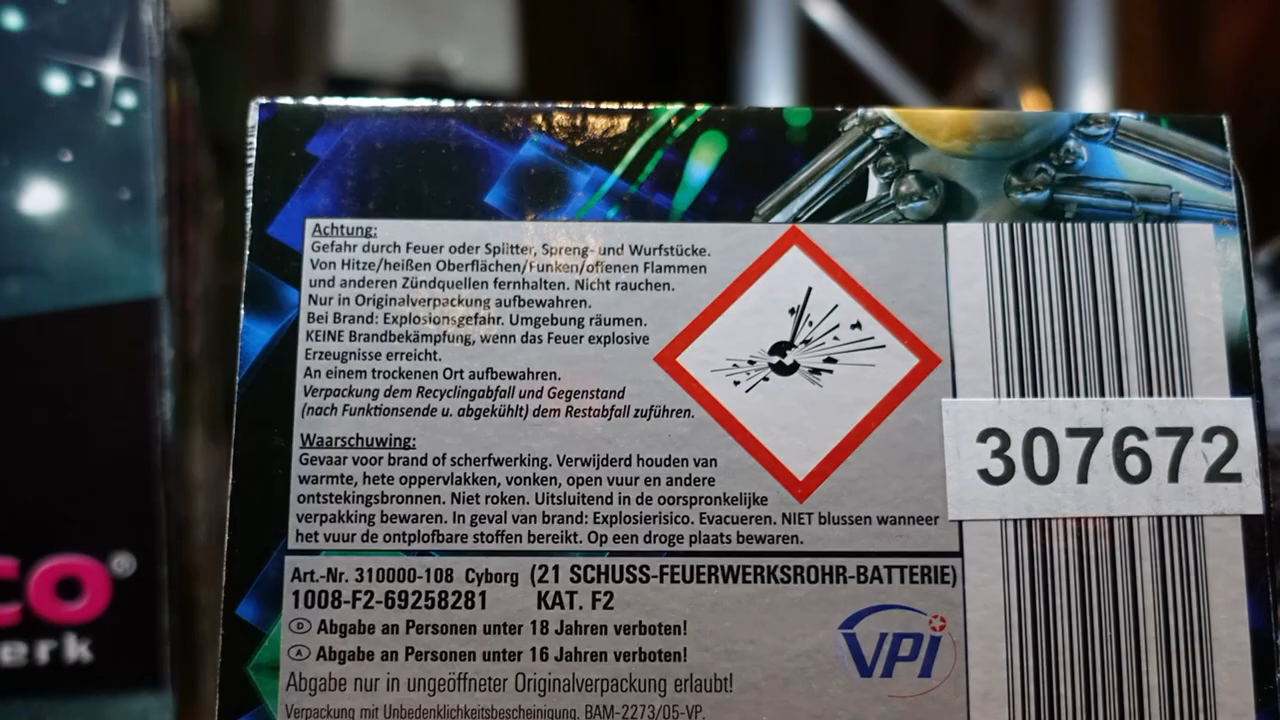 Achtung:
Gefahr durch Feuer oder Splitter, Spreng- und Wurfstücke.
Von Hitze/heißen Oberflächen/Funken/offenen Flammen
und anderen Zündquellen fernhalten. Nicht rauchen.
Nur in Originalverpackung aufbewahren.
Bei Brand: Explosionsgefahr. Umgebung räumen.
KEINE Brandbekämpfung, wenn das Feuer explosive
Erzeugnisse erreicht.
An einem trockenen Ort aufbewahren.
Verpackung dem Recyclingabfall und Gegenstand
(nach Funktionsende u. abgekühlt) dem Restabfall zuführen.
Waarschuwing:
Gevaar voor brand of scherfwerking. Verwijderd houden van
warmte, hete oppervlakken, vonken, open vuur en andere
ontstekingsbronnen. Niet roken. Uitsluitend in de oorspronkelijke
verpakking bewaren. In geval van brand: Explosierisico. Evacueren. NIET blussen wanneer
het vuur de ontplofbare stoffen bereikt. Op een droge plaats bewaren.
Art.-Nr. 310000-108 Cyborg (21 SCHUSS-FEUERWERKSROHR-BATTERIE)
1008-F2-69258281 KAT. F2
D Abgabe an Personen unter 18 Jahren verboten!
A Abgabe an Personen unter 16 Jahren verboten!
Abgabe nur in ungeöffneter Originalverpackung erlaubt!
Verpackung mit Unbedenklichkeitsbescheinigung. BAM-2273/05-VP.
VPI
307672
co®
erk